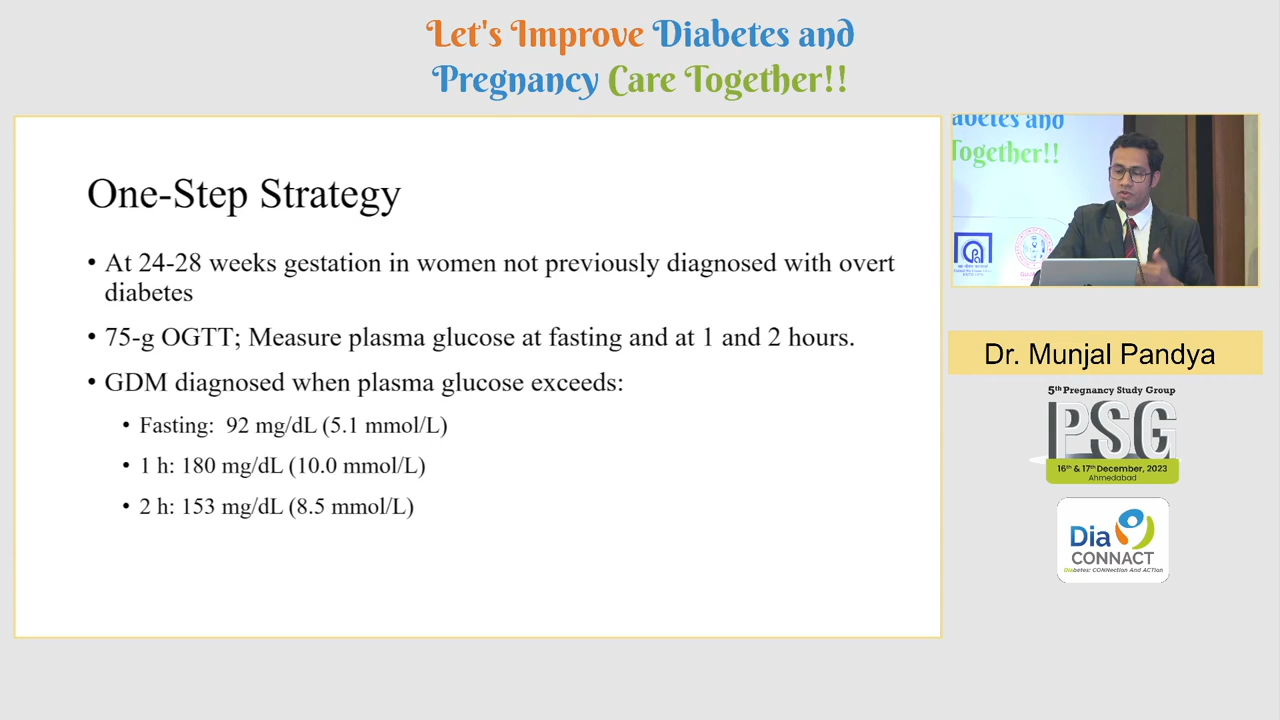 Let's Improve Diabetes and
Pregnancy Care Together!!
One-Step Strategy
• At 24-28 weeks gestation in women not previously diagnosed with overt
diabetes
• 75-g OGTT; Measure plasma glucose at fasting and at 1 and 2 hours.
• GDM diagnosed when plasma glucose exceeds:
• Fasting: 92 mg/dL (5.1 mmol/L)
• 1 h: 180 mg/dL (10.0 mmol/L)
• 2 h: 153 mg/dL (8.5 mmol/L)
abetes and
Together!!
Dr. Munjal Pandya
5th Pregnancy Study Group
PSG
16th & 17th December, 2023
Ahmedabad
Dia
CONNACT
Diabetes: CONNection And ACTion